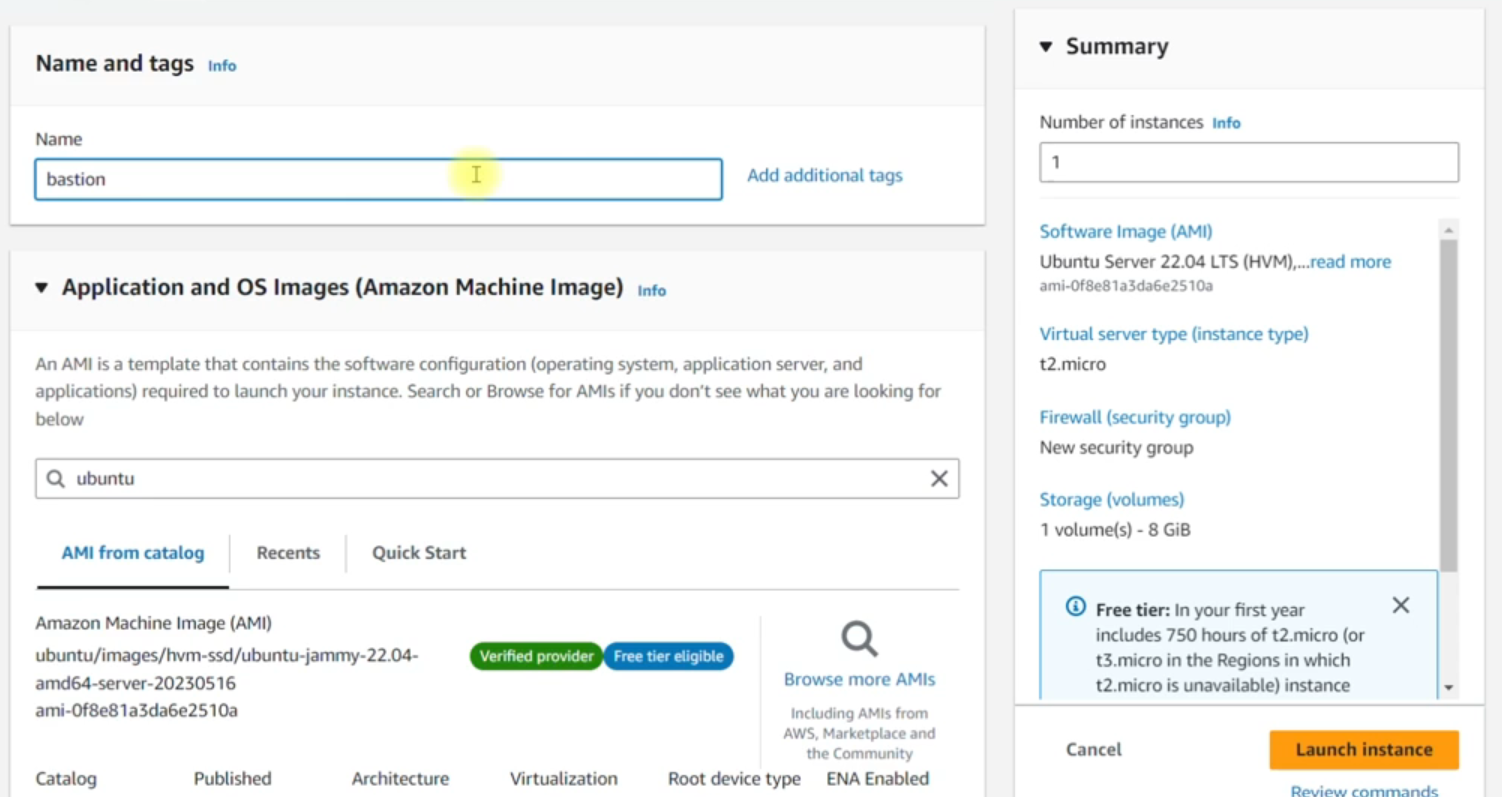 Name and tags Info
Name
bastion
Add additional tags
Application and OS Images (Amazon Machine Image) Info
An AMI is a template that contains the software configuration (operating system, application server, and
applications) required to launch your instance. Search or Browse for AMIs if you don't see what you are looking for
below
ubuntu
AMI from catalog
Recents
Quick Start
Amazon Machine Image (AMI)
ubuntu/images/hvm-ssd/ubuntu-jammy-22.04-
amd64-server-20230516
ami-0f8e81a3da6e2510a
Verified provider
Free tier eligible
Browse more AMIs
Including AMIs from
AWS, Marketplace and
the Community
Catalog
Published
Architecture
Virtualization
Root device type
ENA Enabled
Summary
Number of instances Info
1
Software Image (AMI)
Ubuntu Server 22.04 LTS (HVM),...read more
ami-0f8e81a3da6e2510a
Virtual server type (instance type)
t2.micro
Firewall (security group)
New security group
Storage (volumes)
1 volume(s) - 8 GiB
Free tier: In your first year
includes 750 hours of t2.micro (or
t3.micro in the Regions in which
t2.micro is unavailable) instance
Cancel
Launch instance
Review commands